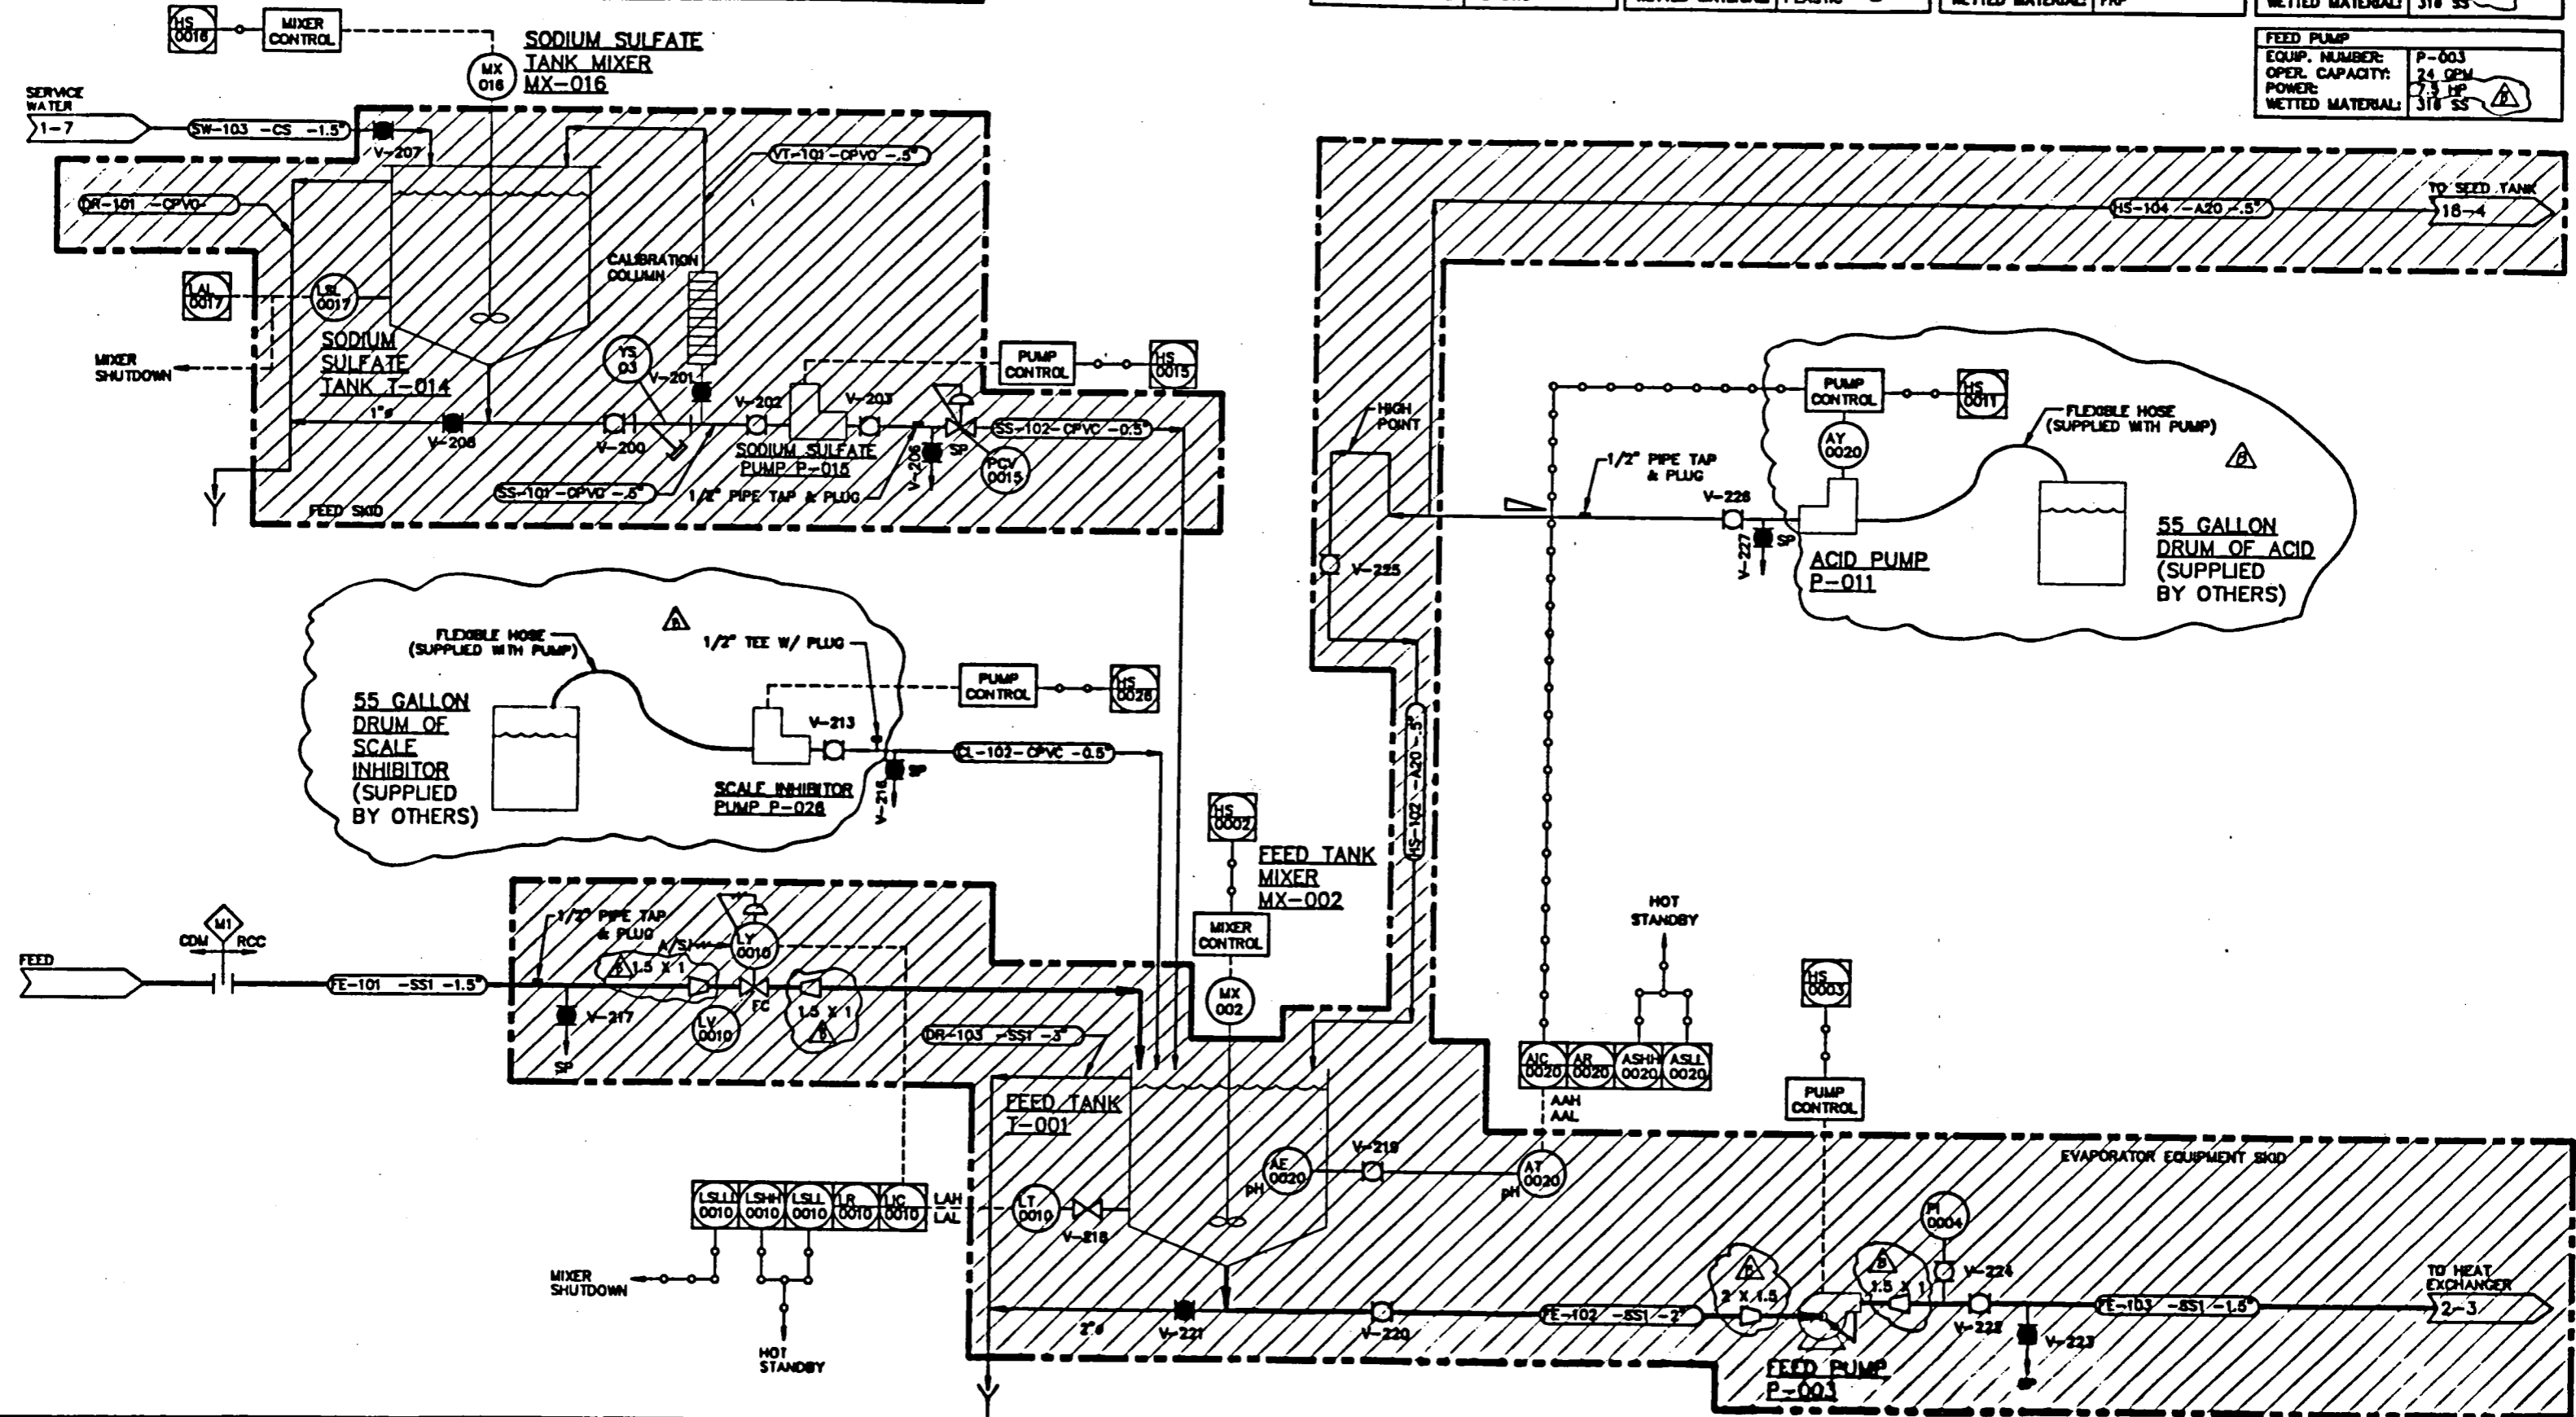 WETTED MATERIAL: PLASTIC
WETTED MATERIAL: FRP
WETTED MATERIAL: 316 SS
FEED PUMP
EQUIP. NUMBER: P-003
OPER. CAPACITY: 24 GPM
POWER: 7.5 HP
WETTED MATERIAL: 316 SS
B
HS
0016
MIXER
CONTROL
MX
016
SODIUM SULFATE
TANK MIXER
MX-016
SERVICE
WATER
1-7
SW-103 -CS -1.5"
V-207
VT-101-CPVC -.5"
DR-101 -CPVC-
CALIBRATION
COLUMN
LAL
0017
LSL
0017
MIXER
SHUTDOWN
SODIUM
SULFATE
TANK T-014
YS
03
V-201
V-202
V-203
PUMP
CONTROL
HS
0015
1"ø
V-208
V-200
SODIUM SULFATE
PUMP P-015
SS-101-CPVC -.5"
1/2" PIPE TAP & PLUG
V-206
SP
PCV
0015
SS-102-CPVC -0.5"
FEED SKID
TO SEED TANK
16-4
HS-104 -A20 -.5"
HIGH
POINT
V-225
1/2" PIPE TAP
& PLUG
V-226
V-227
SP
PUMP
CONTROL
HS
0011
AY
0020
FLEXIBLE HOSE
(SUPPLIED WITH PUMP)
B
ACID PUMP
P-011
55 GALLON
DRUM OF ACID
(SUPPLIED
BY OTHERS)
FLEXIBLE HOSE
(SUPPLIED WITH PUMP)
B
1/2" TEE W/ PLUG
PUMP
CONTROL
HS
0026
55 GALLON
DRUM OF
SCALE
INHIBITOR
(SUPPLIED
BY OTHERS)
V-213
SCALE INHIBITOR
PUMP P-026
V-216
SP
CL-102-CPVC -0.5"
HS-102 -A20 -.5"
HS
0002
FEED TANK
MIXER
MX-002
MIXER
CONTROL
MX
002
FEED
M1
CDM
RCC
FE-101 -SS1 -1.5"
1/2" PIPE TAP
& PLUG
A/S
LY
0010
B
1.5 X 1
FC
LV
0010
1.5 X 1
B
V-217
SP
DR-103 -SS1 -3"
FEED TANK
T-001
HOT
STANDBY
AIC
0020
AR
0020
ASHH
0020
ASLL
0020
AAH
AAL
HS
0003
PUMP
CONTROL
AE
0020
pH
V-219
AT
0020
pH
EVAPORATOR EQUIPMENT SKID
LSLL
0010
LSHH
0010
LSLL
0010
LR
0010
LIC
0010
LAH
LAL
LT
0010
V-218
MIXER
SHUTDOWN
HOT
STANDBY
2"ø
V-221
V-220
FE-102 -SS1 -2"
B
2 X 1.5
B
1.5 X 1
PI
0004
V-224
V-222
V-223
SP
FE-103 -SS1 -1.5"
TO HEAT
EXCHANGER
2-3
FEED PUMP
P-003